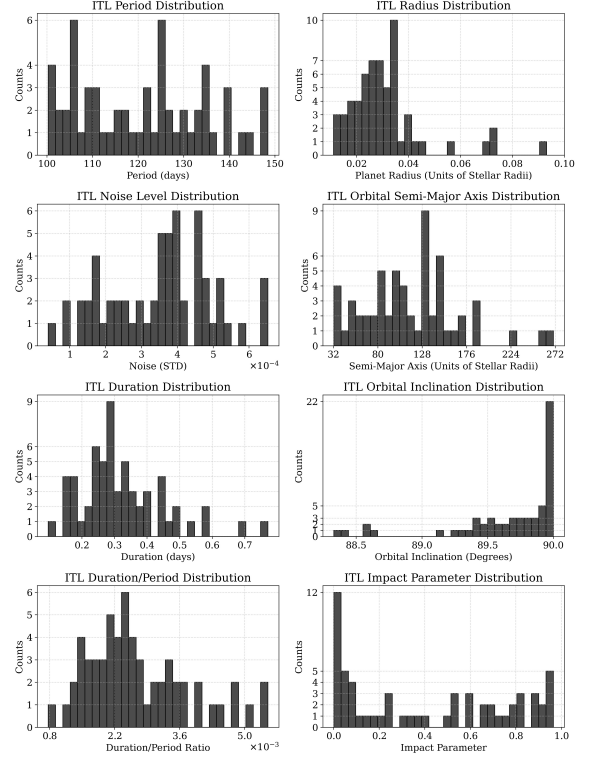 ITL Period Distribution
6
4
3
2
1
0
Counts
100 110 120 130 140 150
Period (days)
ITL Radius Distribution
10
7
6
5
4
3
2
1
0
Counts
0.02 0.04 0.06 0.08 0.10
Planet Radius (Units of Stellar Radii)
ITL Noise Level Distribution
6
5
4
3
2
1
0
Counts
1 2 3 4 5 6
×10⁻⁴
Noise (STD)
ITL Orbital Semi-Major Axis Distribution
9
6
5
4
3
2
1
0
Counts
32 80 128 176 224 272
Semi-Major Axis (Units of Stellar Radii)
ITL Duration Distribution
9
6
5
4
3
2
1
0
Counts
0.2 0.3 0.4 0.5 0.6 0.7
Duration (days)
ITL Orbital Inclination Distribution
22
5
3
2
1
0
Counts
88.5 89.0 89.5 90.0
Orbital Inclination (Degrees)
ITL Duration/Period Distribution
6
5
4
3
2
1
0
Counts
0.8 2.2 3.6 5.0
×10⁻³
Duration/Period Ratio
ITL Impact Parameter Distribution
12
5
4
3
2
1
0
Counts
0.0 0.2 0.4 0.6 0.8 1.0
Impact Parameter